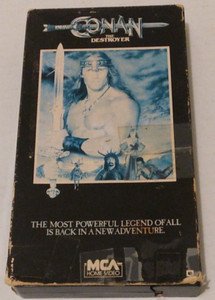 CONAN
THE
DESTROYER
THE MOST POWERFUL LEGEND OF ALL
IS BACK IN A NEW ADVENTURE.
MCA
HOME VIDEO